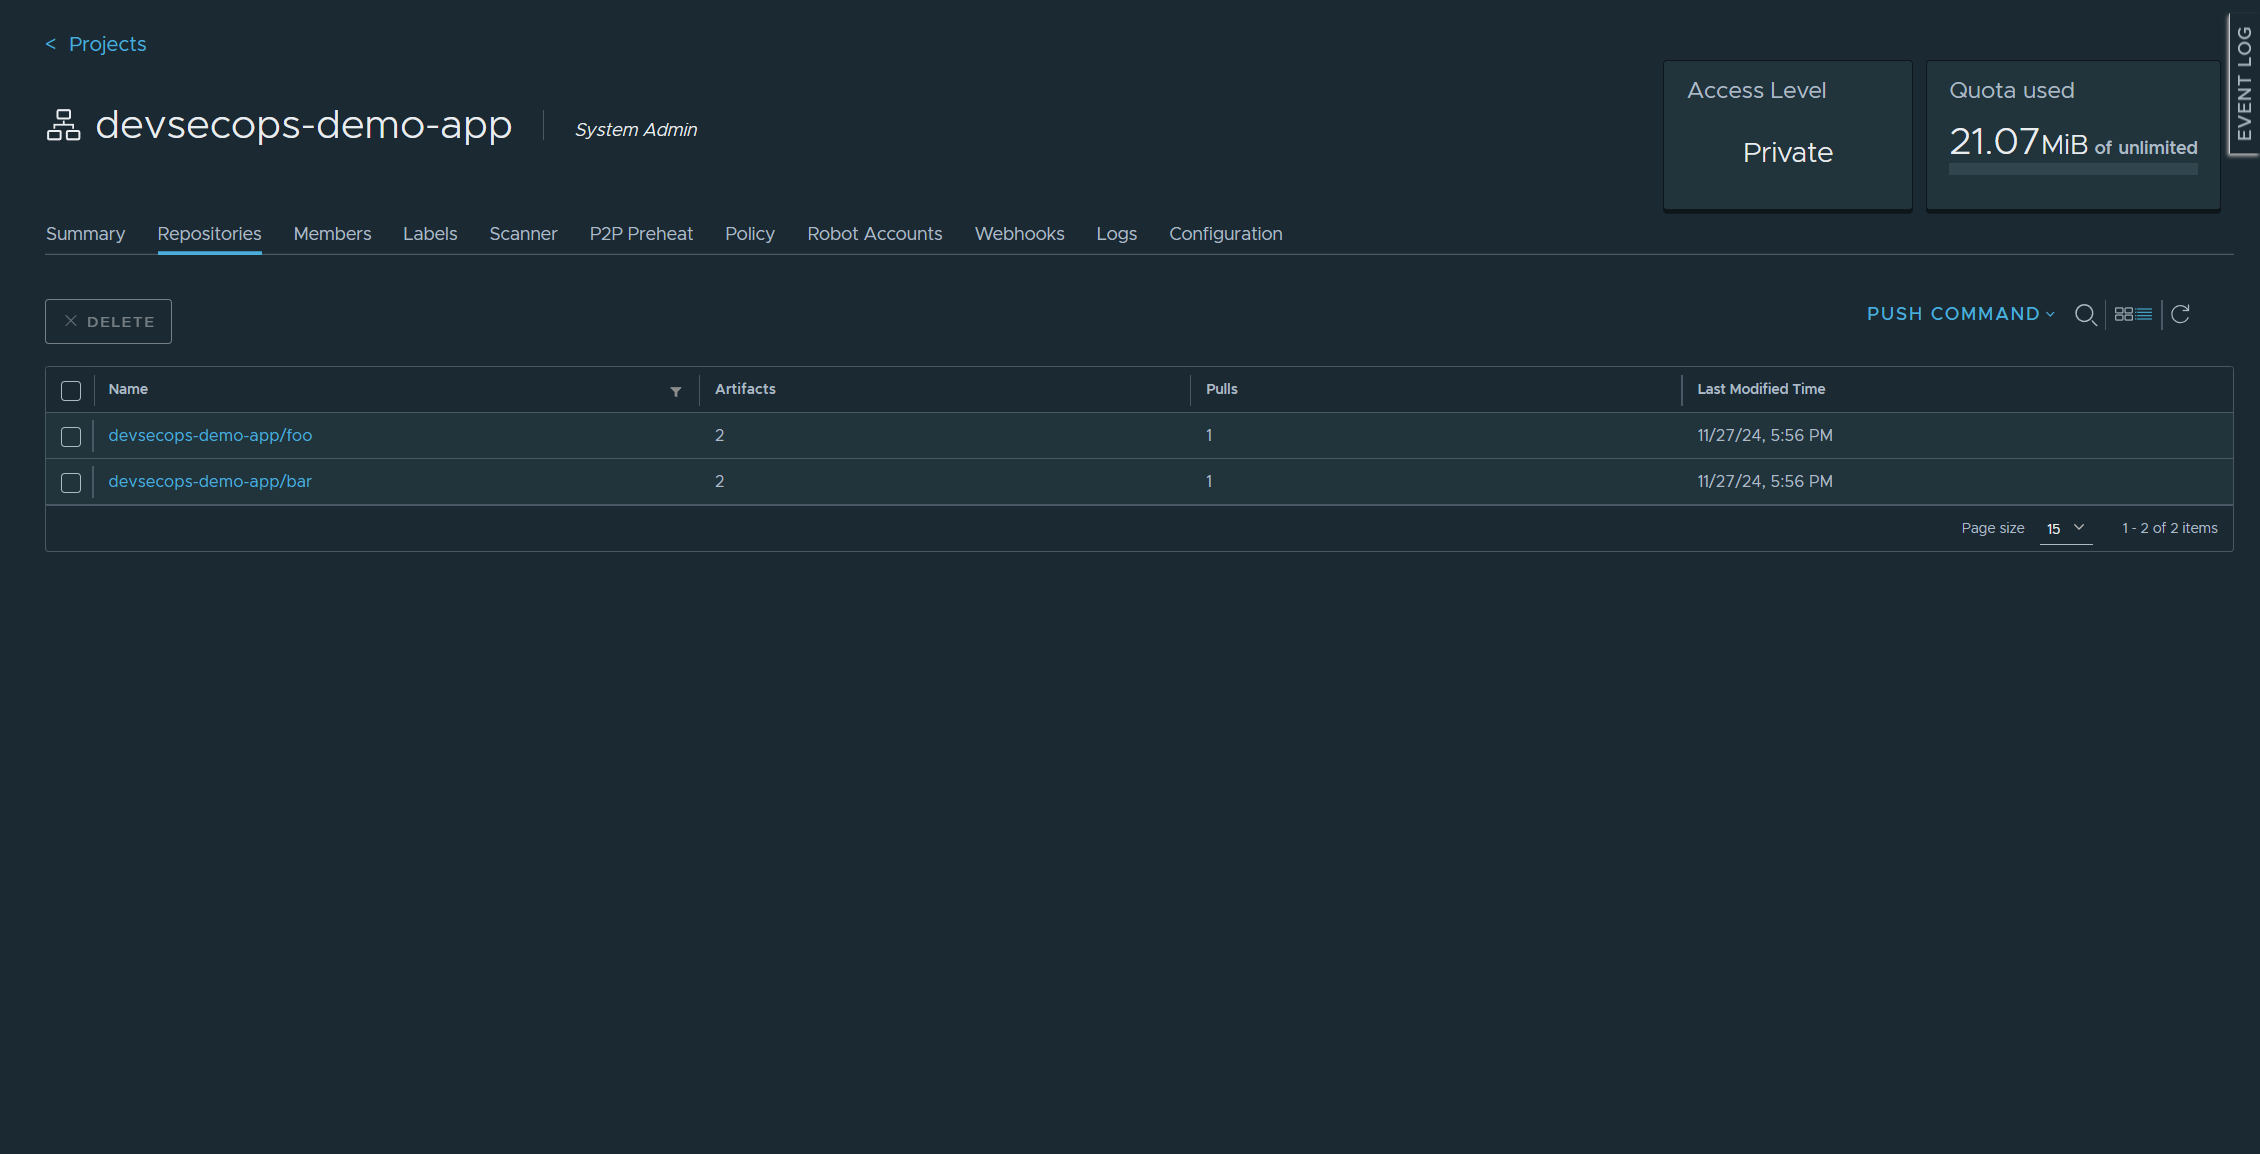 < Projects
devsecops-demo-app
System Admin
Access Level
Private
Quota used
21.07MiB of unlimited
EVENT LOG
Summary Repositories Members Labels Scanner P2P Preheat Policy Robot Accounts Webhooks Logs Configuration
DELETE
PUSH COMMAND
Name Artifacts Pulls Last Modified Time
devsecops-demo-app/foo 2 1 11/27/24, 5:56 PM
devsecops-demo-app/bar 2 1 11/27/24, 5:56 PM
Page size 15 1 - 2 of 2 items